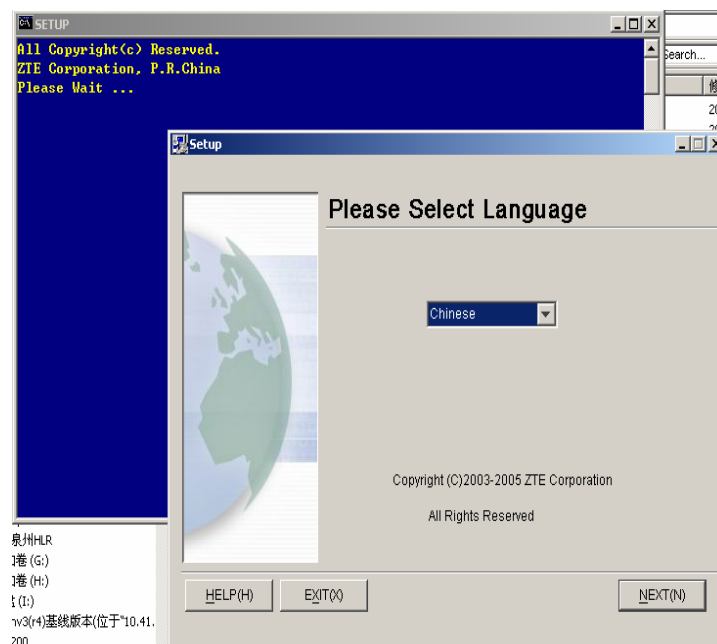 SETUP
All Copyright(c) Reserved.
ZTE Corporation, P.R.China
Please Wait ...
Search...
Setup
Please Select Language
Chinese
Copyright (C)2003-2005 ZTE Corporation
All Rights Reserved
泉州HLR
(G:)
(H:)
(I:)
(r4)基线版本(位于"10.41.
200
HELP(H)
EXIT(X)
NEXT(N)